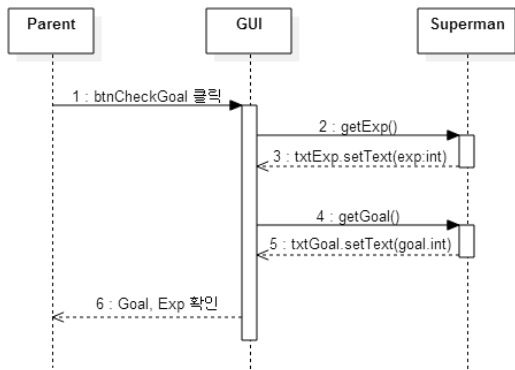 Parent
GUI
Superman
1 : btnCheckGoal 클릭
2 : getExp()
3 : txtExp.setText(exp:int)
4 : getGoal()
5 : txtGoal.setText(goal.int)
6 : Goal, Exp 확인